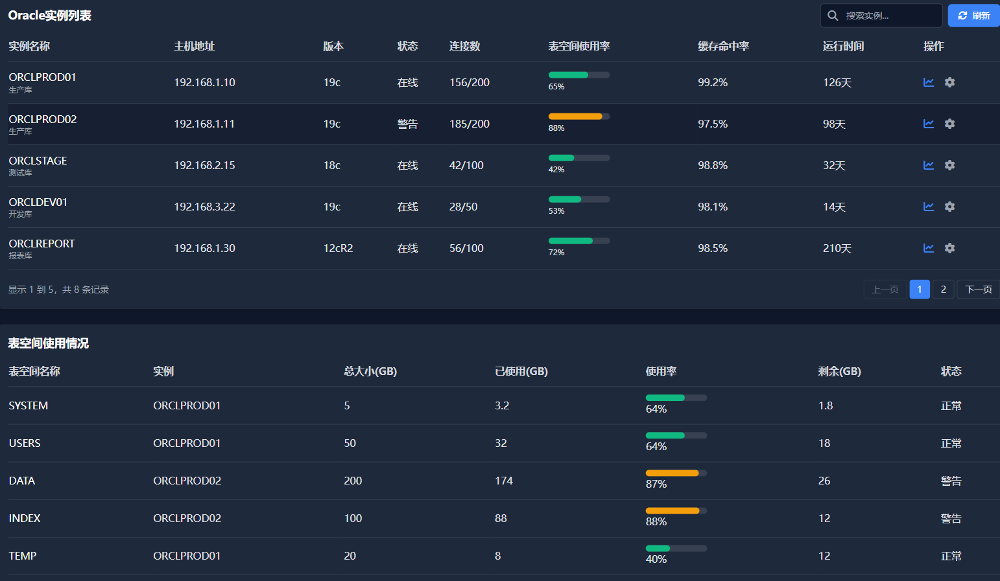 Oracle实例列表
搜索实例...
刷新
实例名称 主机地址 版本 状态 连接数 表空间使用率 缓存命中率 运行时间 操作
ORCLPROD01
生产库
192.168.1.10 19c 在线 156/200 65% 99.2% 126天
ORCLPROD02
生产库
192.168.1.11 19c 警告 185/200 88% 97.5% 98天
ORCLSTAGE
测试库
192.168.2.15 18c 在线 42/100 42% 98.8% 32天
ORCLDEV01
开发库
192.168.3.22 19c 在线 28/50 53% 98.1% 14天
ORCLREPORT
报表库
192.168.1.30 12cR2 在线 56/100 72% 98.5% 210天
显示 1 到 5，共 8 条记录
上一页 1 2 下一页
表空间使用情况
表空间名称 实例 总大小(GB) 已使用(GB) 使用率 剩余(GB) 状态
SYSTEM ORCLPROD01 5 3.2 64% 1.8 正常
USERS ORCLPROD01 50 32 64% 18 正常
DATA ORCLPROD02 200 174 87% 26 警告
INDEX ORCLPROD02 100 88 88% 12 警告
TEMP ORCLPROD01 20 8 40% 12 正常